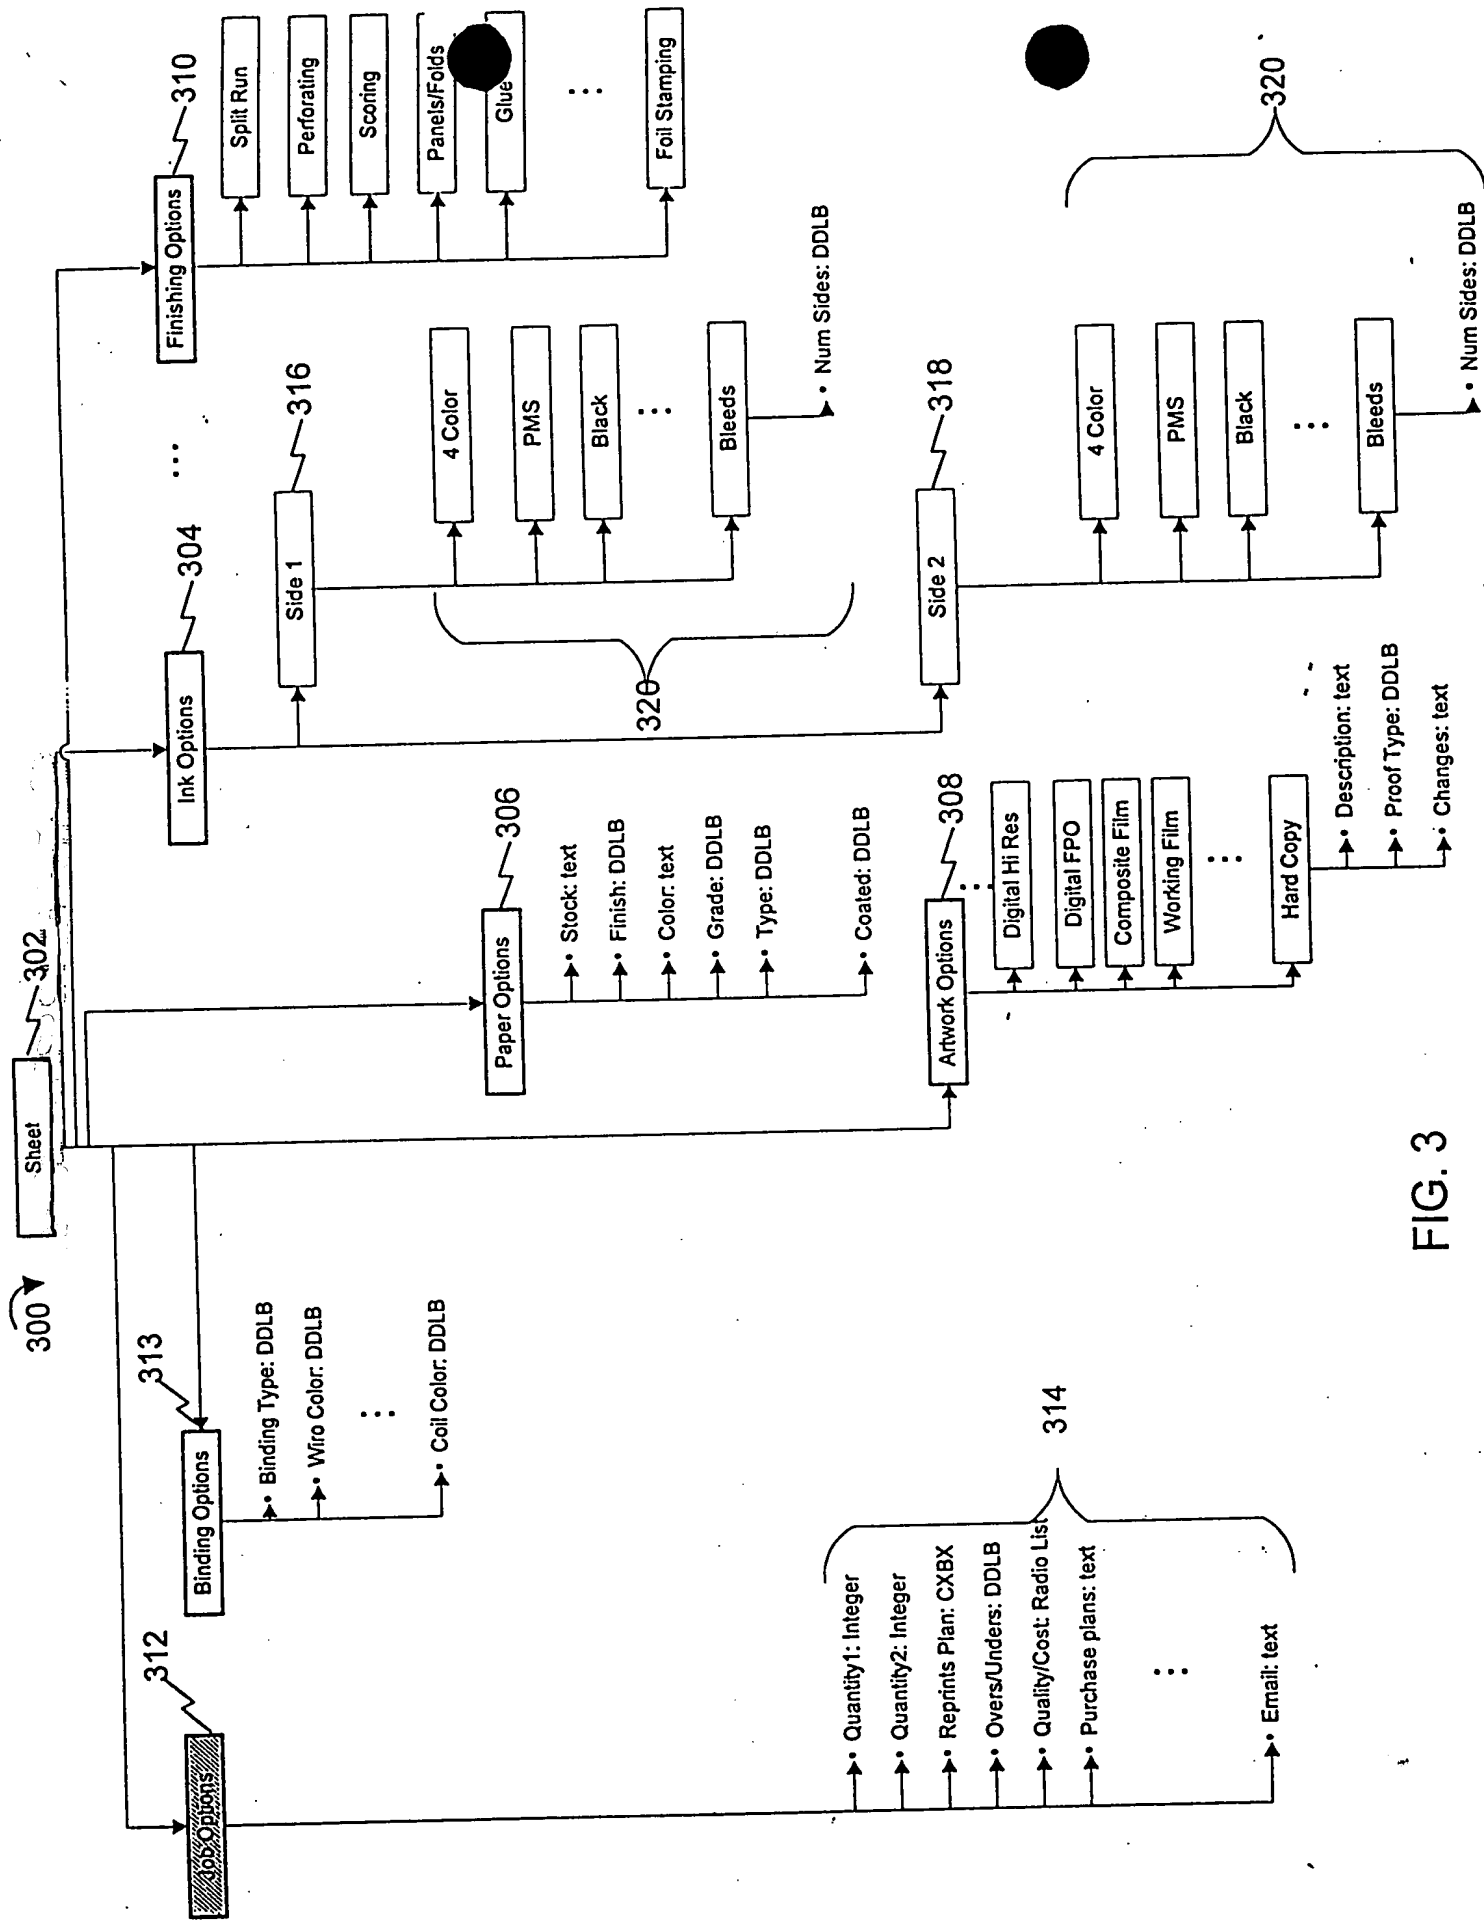 300
Sheet
302
312
Job Options
Quantity1: Integer
Quantity2: Integer
Reprints Plan: CXBX
Overs/Unders: DDLB
Quality/Cost: Radio List
Purchase plans: text
...
Email: text
314
313
Binding Options
Binding Type: DDLB
Wiro Color: DDLB
...
Coil Color: DDLB
306
Paper Options
Stock: text
Finish: DDLB
Color: text
Grade: DDLB
Type: DDLB
Coated: DDLB
308
Artwork Options
...
Digital Hi Res
Digital FPO
Composite Film
Working Film
...
Hard Copy
Description: text
Proof Type: DDLB
Changes: text
304
Ink Options
...
316
Side 1
4 Color
PMS
Black
...
Bleeds
Num Sides: DDLB
320
318
Side 2
4 Color
PMS
Black
...
Bleeds
Num Sides: DDLB
320
310
Finishing Options
Split Run
Perforating
Scoring
Panels/Folds
Glue
...
Foil Stamping
FIG. 3